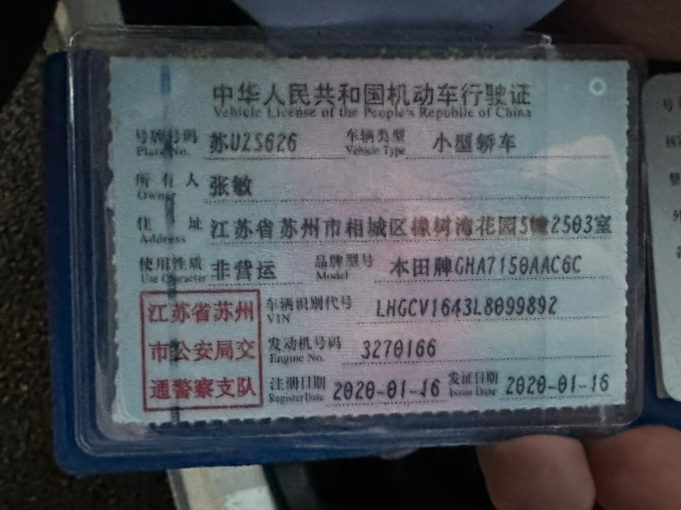 中华人民共和国机动车行驶证
Vehicle License of the People's Republic of China
号牌号码 苏U2S626 车辆类型 小型轿车
Plate No. Vehicle Type
所有人 张敏
Owner
住址 江苏省苏州市相城区橡树湾花园5幢2503室
Address
使用性质 非营运 品牌型号 本田牌GHA7150AAC6C
Use Character Model
江苏省苏州 车辆识别代号 LHGCV1643L8099892
VIN
市公安局交 发动机号码 3270166
Engine No.
通警察支队 注册日期 2020-01-16 发证日期 2020-01-16
Register Date Issue Date